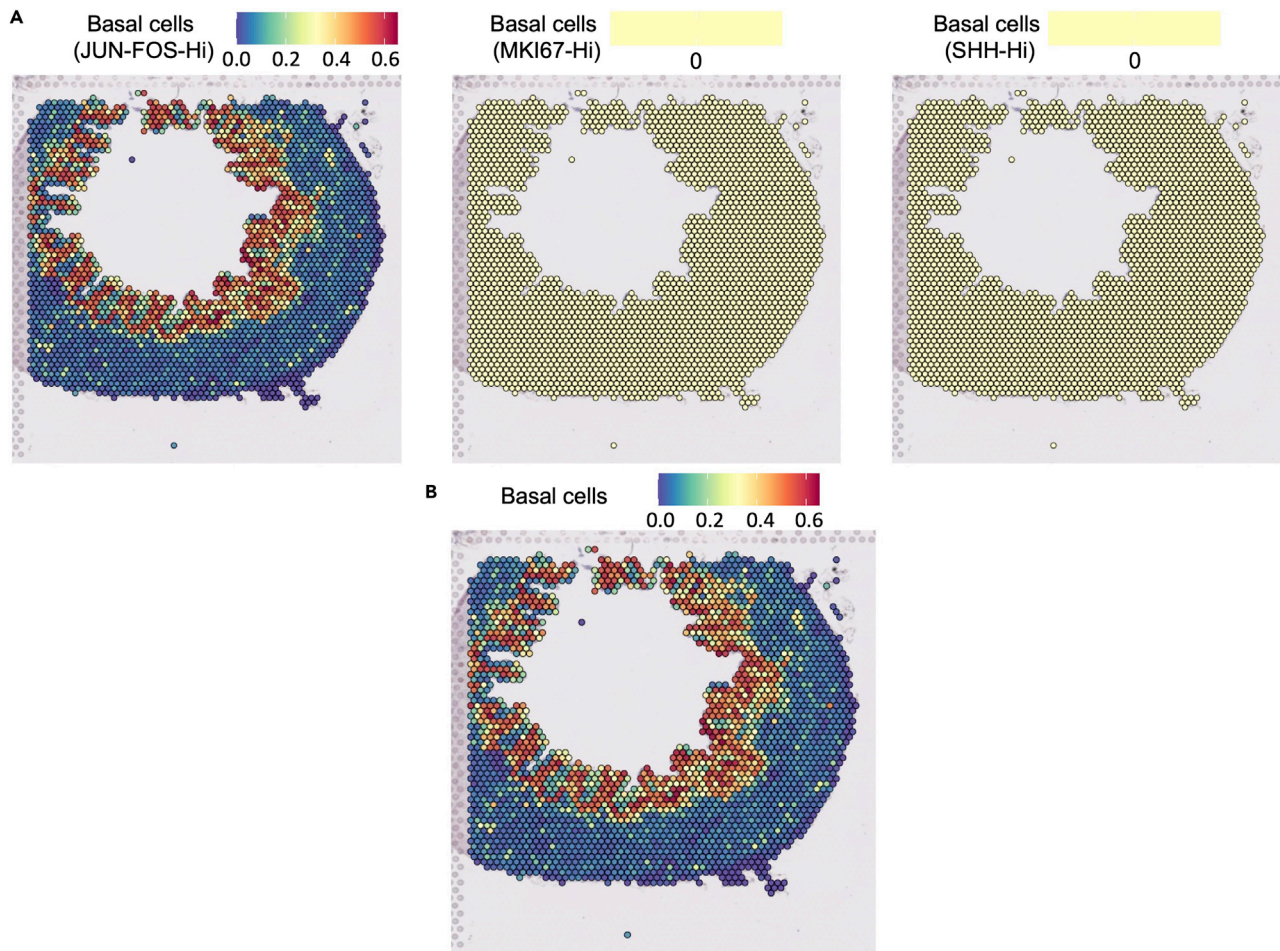 A
Basal cells
(JUN-FOS-Hi)
0.0 0.2 0.4 0.6
Basal cells
(MKI67-Hi)
0
Basal cells
(SHH-Hi)
0
B
Basal cells
0.0 0.2 0.4 0.6